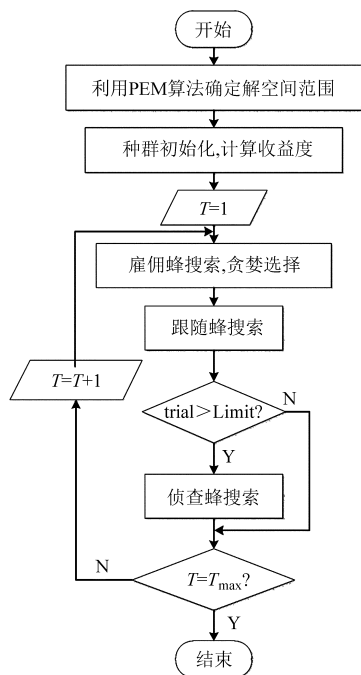 开始
利用PEM算法确定解空间范围
种群初始化,计算收益度
T=1
雇佣蜂搜索,贪婪选择
跟随蜂搜索
T=T+1
trial>Limit?
N
Y
侦查蜂搜索
N
T=Tmax?
Y
结束